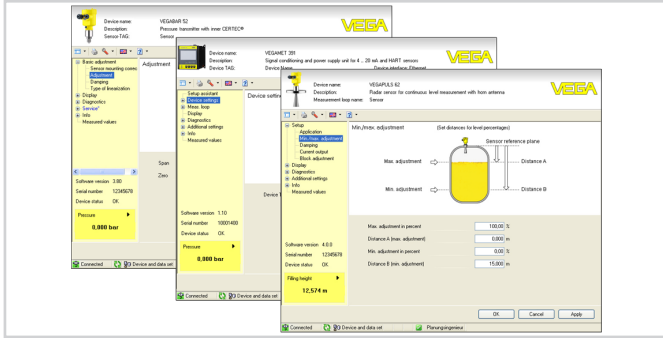 Device name: VEGABAR 52
Description: Pressure transmitter with inner CERTEC®
Sensor TAG: Sensor
VEGA
Basic adjustment
Sensor mounting correc
Adjustment
Damping
Type of linearization
Display
Diagnostics
Service
Info
Measured values
Adjustment
Span
Zero
Software version 3.80
Serial number 12345678
Device status OK
Pressure
0,000 bar
Connected Device and data set
Device name: VEGAMET 391
Description: Signal conditioning and power supply unit for 4 .. 20 mA and HART sensors
Device TAG: Device Name Device interface: Ethernet
VEGA
Setup assistant
Device settings
Meas. loop
Display
Diagnostics
Additional settings
Info
Measured values
Device settin
Device T
Software version 1.10
Serial number 10001400
Device status OK
Pressure
0,000 bar
Connected Device and data set
Device name: VEGAPULS 62
Description: Radar sensor for continuous level measurement with horn antenna
Measurement loop name: Sensor
VEGA
Setup
Application
Min./max. adjustment
Damping
Current output
Block adjustment
Display
Diagnostics
Additional settings
Info
Measured values
Min./max. adjustment (Set distances for level percentages)
Sensor reference plane
Max. adjustment Distance A
Min. adjustment Distance B
Max. adjustment in percent 100,00 %
Distance A (max. adjustment) 0,000 m
Min. adjustment in percent 0,00 %
Distance B (min. adjustment) 15,000 m
Software version 4.0.0
Serial number 12345678
Device status OK
Filling height
12,574 m
OK Cancel Apply
Connected Device and data set Planungsingenieur: